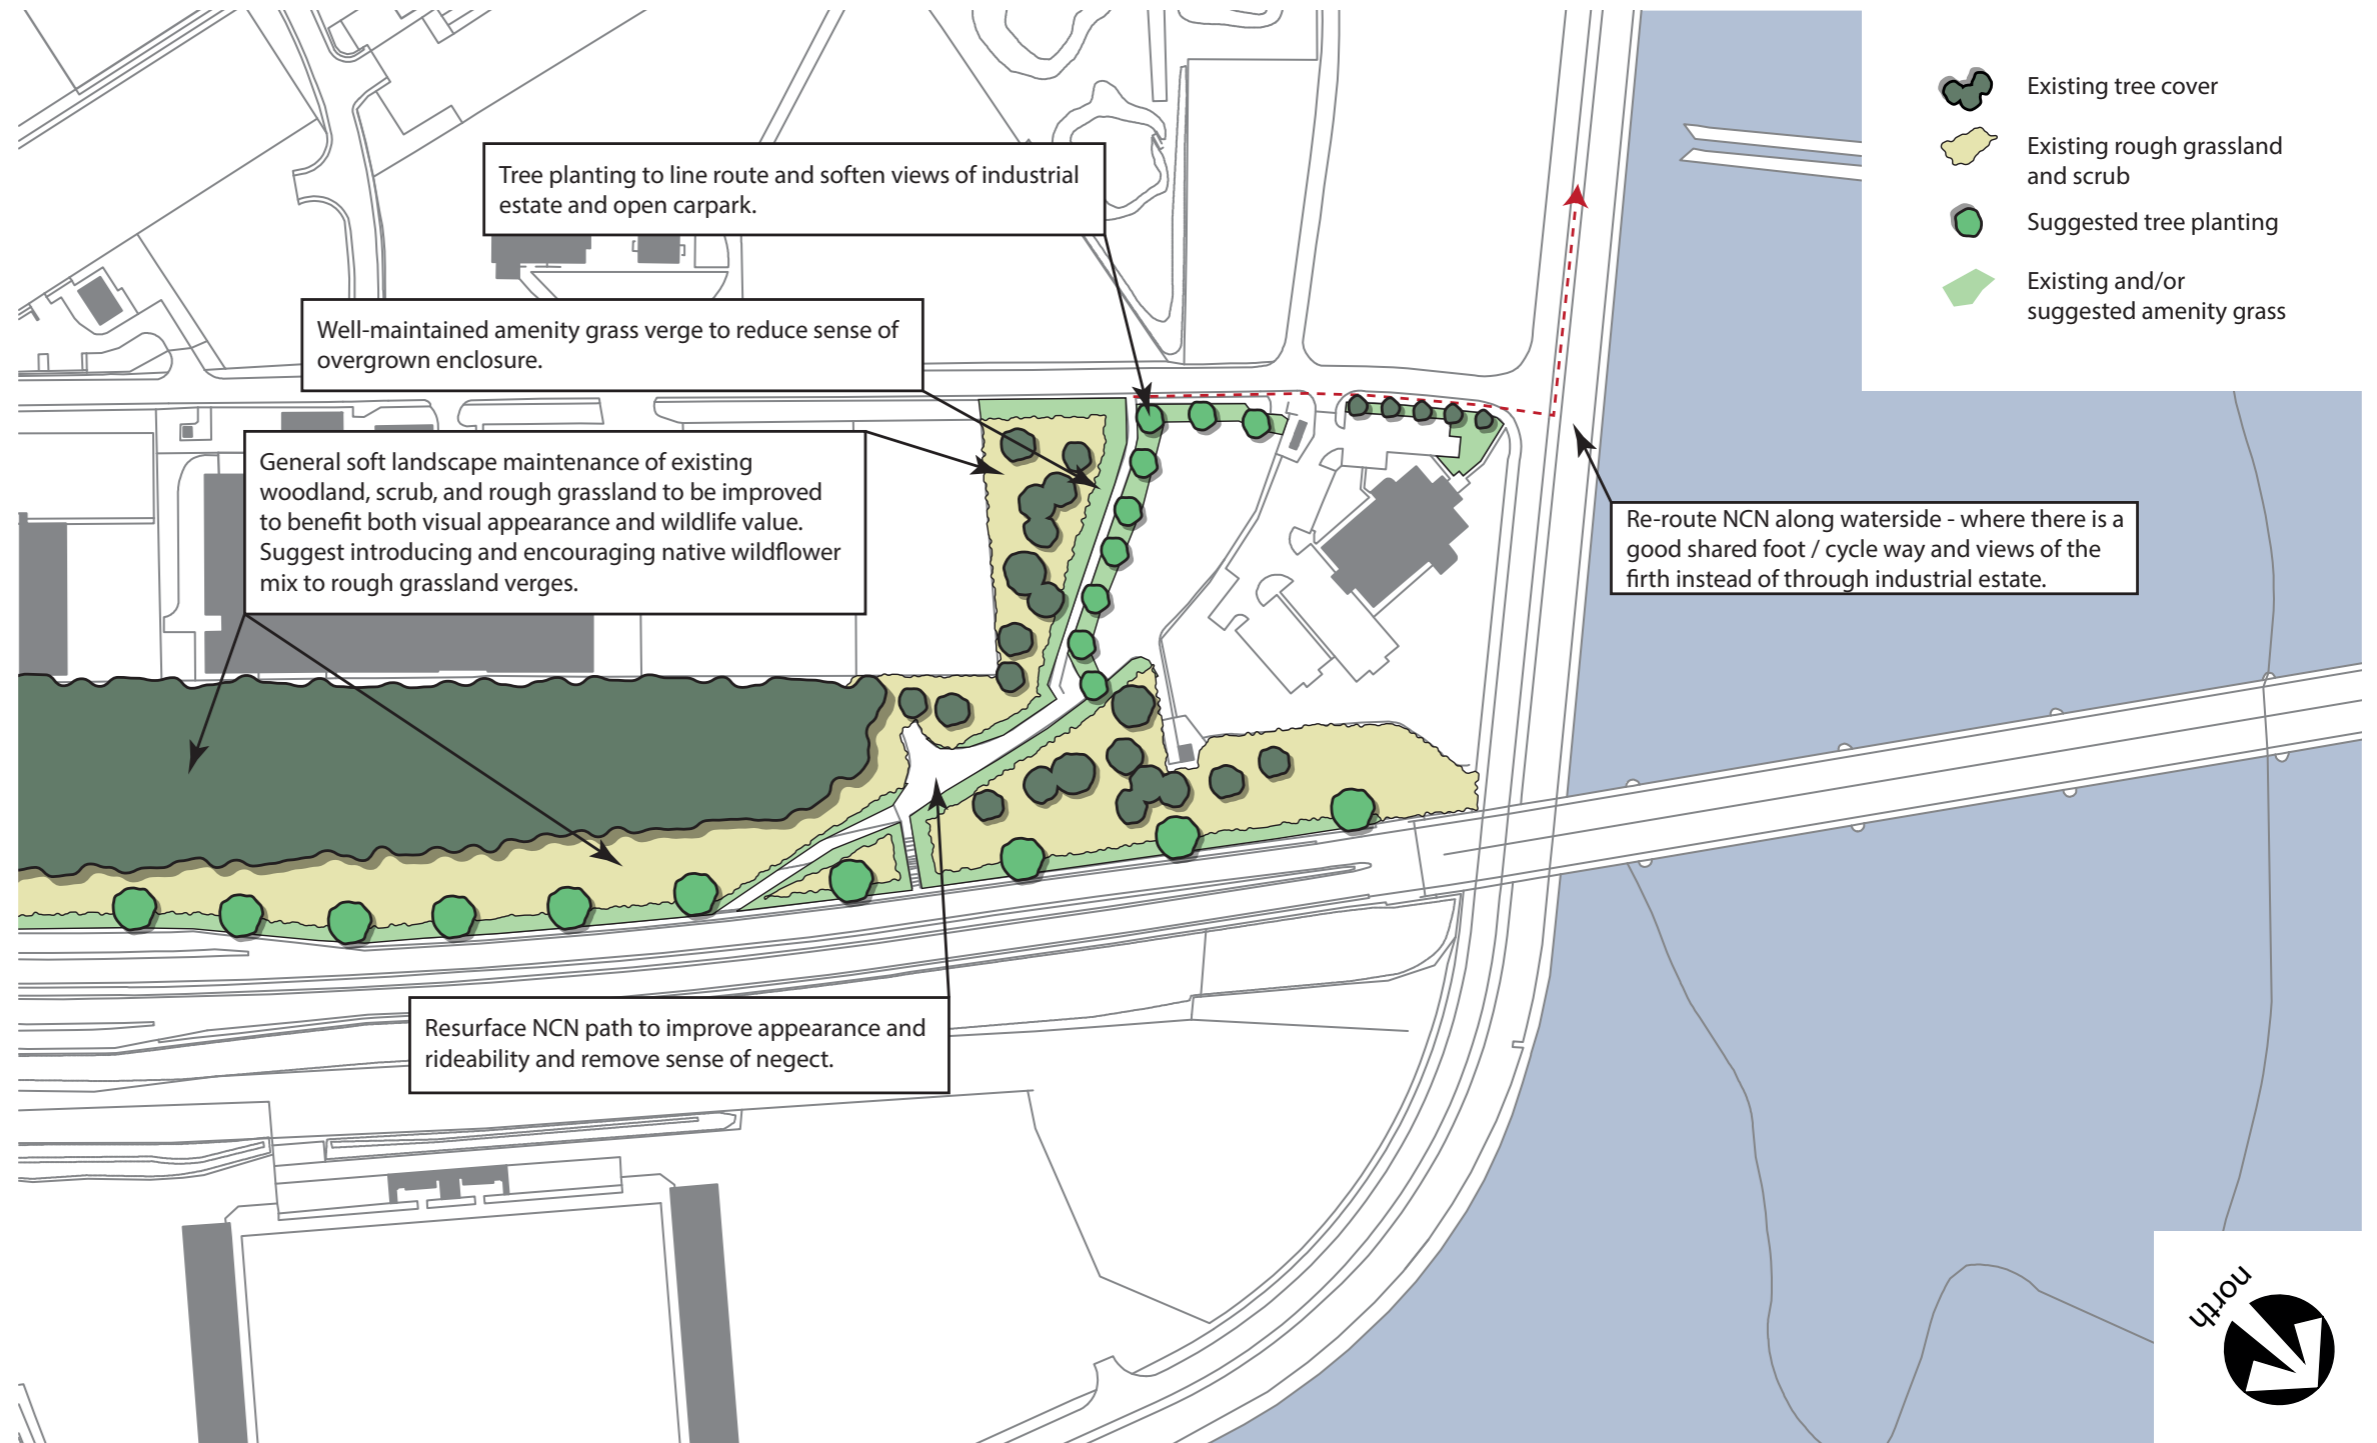 Existing tree cover
Existing rough grassland
and scrub
Suggested tree planting
Existing and/or
suggested amenity grass
Tree planting to line route and soften views of industrial
estate and open carpark.
Well-maintained amenity grass verge to reduce sense of
overgrown enclosure.
General soft landscape maintenance of existing
woodland, scrub, and rough grassland to be improved
to benefit both visual appearance and wildlife value.
Suggest introducing and encouraging native wildflower
mix to rough grassland verges.
Re-route NCN along waterside - where there is a
good shared foot / cycle way and views of the
firth instead of through industrial estate.
Resurface NCN path to improve appearance and
rideability and remove sense of negect.
north